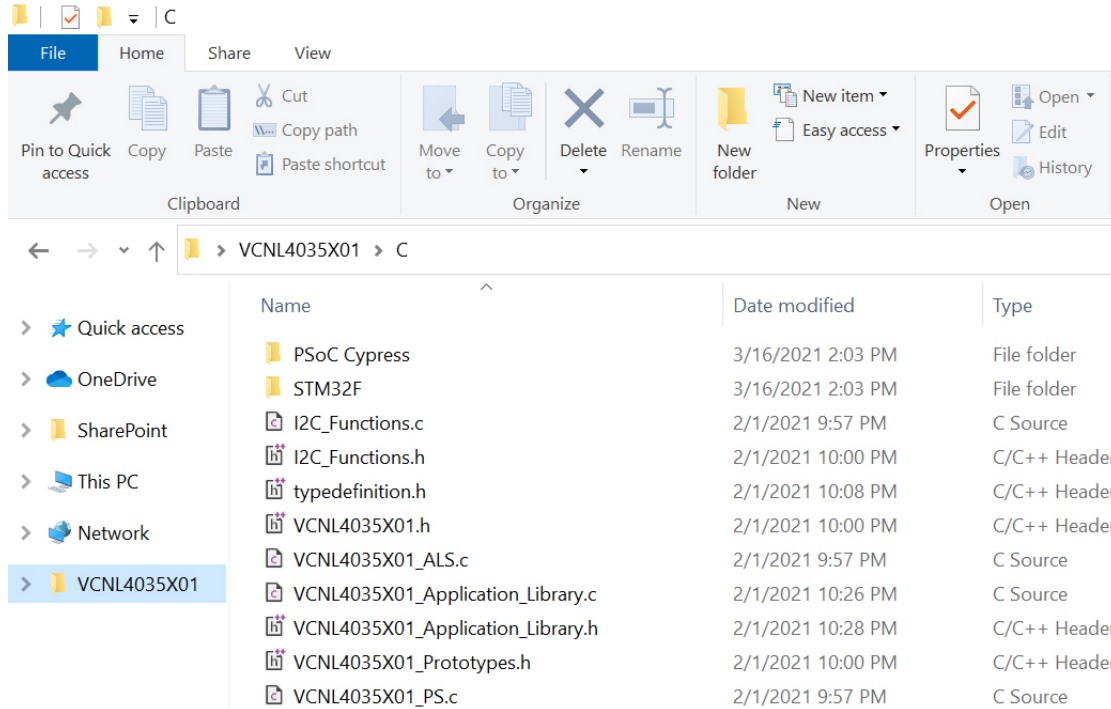 C
File Home Share View
Pin to Quick access Copy Paste Cut Copy path Paste shortcut Move to Copy to Delete Rename New folder New item Easy access Properties Open Edit History
Clipboard Organize New Open
VCNL4035X01 > C
Name Date modified Type
Quick access
OneDrive
SharePoint
This PC
Network
VCNL4035X01
PSoC Cypress 3/16/2021 2:03 PM File folder
STM32F 3/16/2021 2:03 PM File folder
I2C_Functions.c 2/1/2021 9:57 PM C Source
I2C_Functions.h 2/1/2021 10:00 PM C/C++ Header
typedefinition.h 2/1/2021 10:08 PM C/C++ Header
VCNL4035X01.h 2/1/2021 10:00 PM C/C++ Header
VCNL4035X01_ALS.c 2/1/2021 9:57 PM C Source
VCNL4035X01_Application_Library.c 2/1/2021 10:26 PM C Source
VCNL4035X01_Application_Library.h 2/1/2021 10:28 PM C/C++ Header
VCNL4035X01_Prototypes.h 2/1/2021 10:00 PM C/C++ Header
VCNL4035X01_PS.c 2/1/2021 9:57 PM C Source